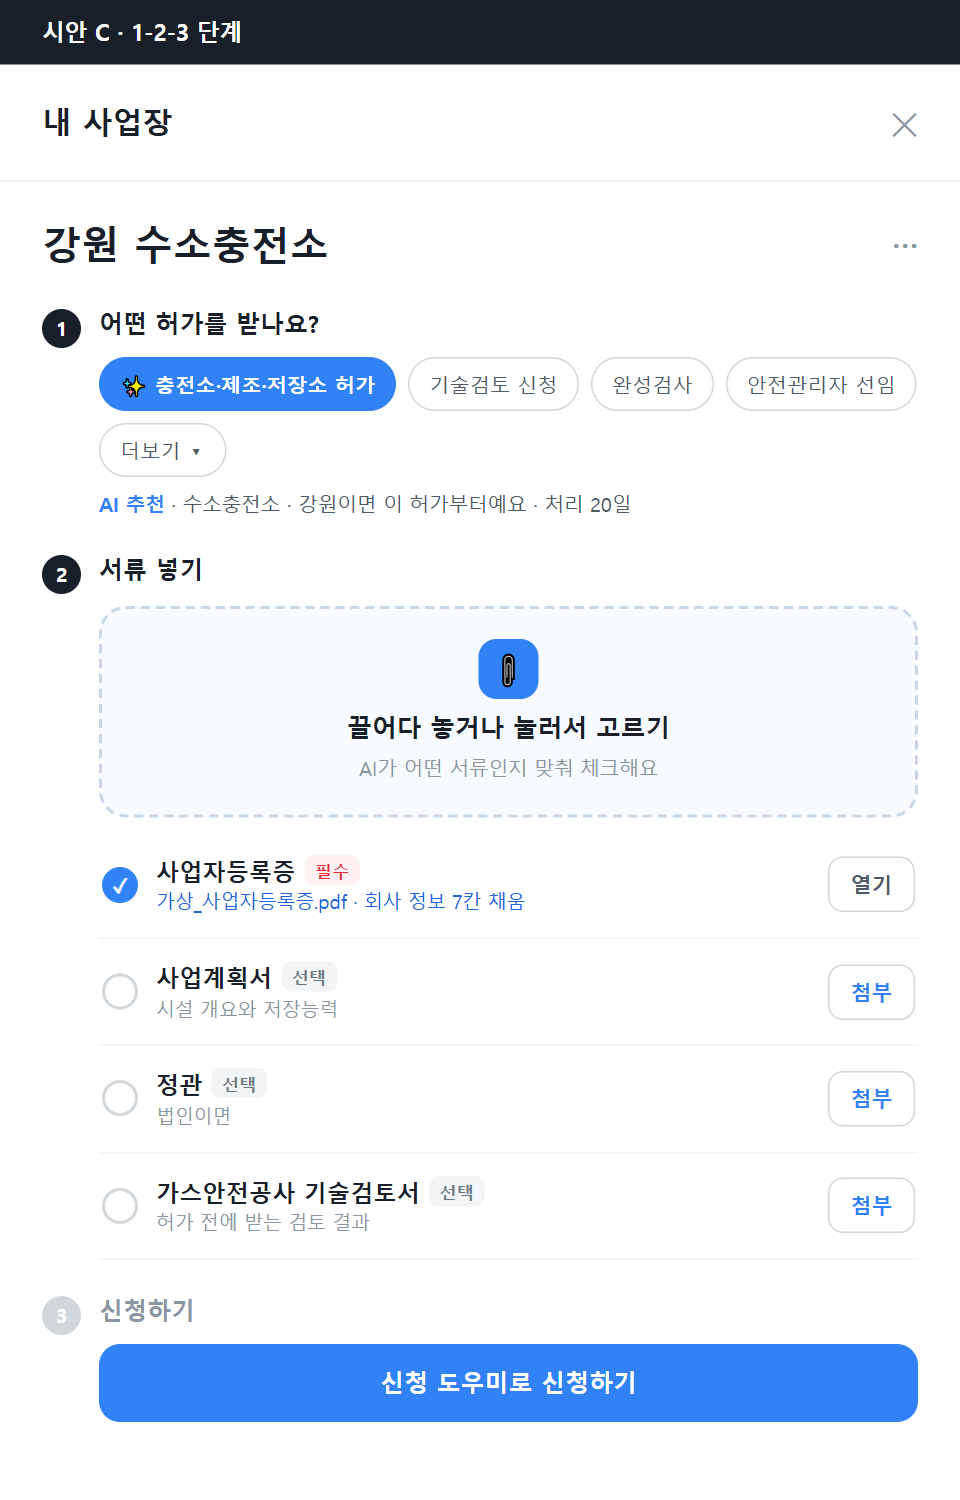 시안 C · 1-2-3 단계
내 사업장
강원 수소충전소
1 어떤 허가를 받나요?
✨ 충전소·제조·저장소 허가 기술검토 신청 완성검사 안전관리자 선임
더보기 ▾
AI 추천 · 수소충전소 · 강원이면 이 허가부터예요 · 처리 20일
2 서류 넣기
끌어다 놓거나 눌러서 고르기
AI가 어떤 서류인지 맞춰 체크해요
사업자등록증 필수
가상_사업자등록증.pdf · 회사 정보 7칸 채움
열기
사업계획서 선택
시설 개요와 저장능력
첨부
정관 선택
법인이면
첨부
가스안전공사 기술검토서 선택
허가 전에 받는 검토 결과
첨부
3 신청하기
신청 도우미로 신청하기